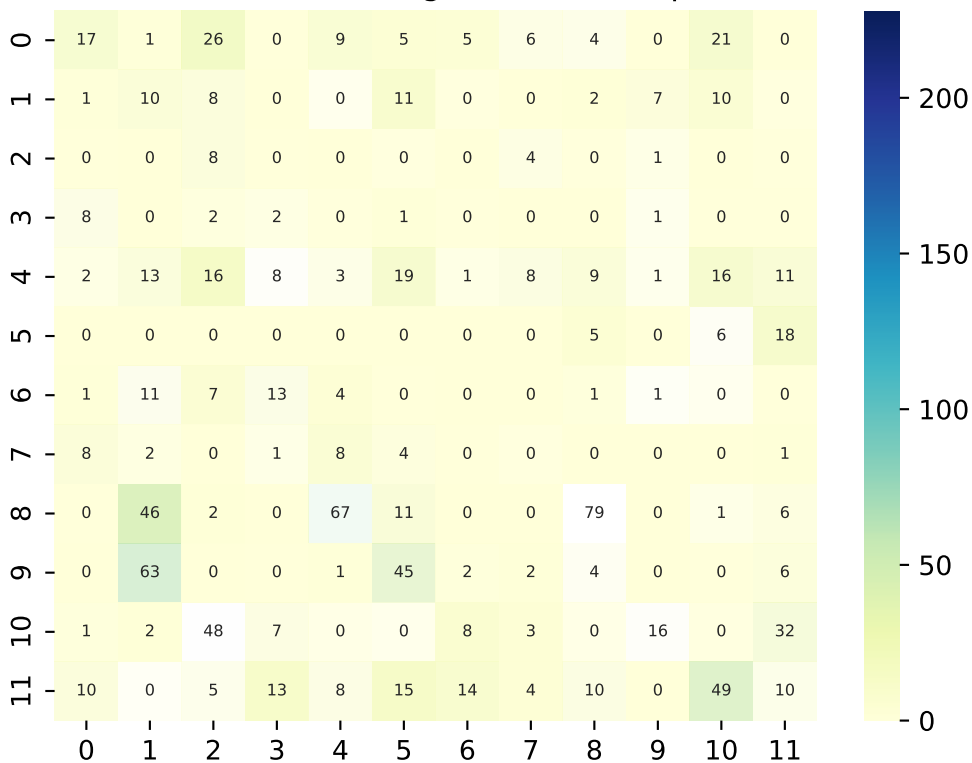 0 17 1 26 0 9 5 5 6 4 0 21 0
1 1 10 8 0 0 11 0 0 2 7 10 0
2 0 0 8 0 0 0 0 4 0 1 0 0
3 8 0 2 2 0 1 0 0 0 1 0 0
4 2 13 16 8 3 19 1 8 9 1 16 11
5 0 0 0 0 0 0 0 0 5 0 6 18
6 1 11 7 13 4 0 0 0 1 1 0 0
7 8 2 0 1 8 4 0 0 0 0 0 1
8 0 46 2 0 67 11 0 0 79 0 1 6
9 0 63 0 0 1 45 2 2 4 0 0 6
10 1 2 48 7 0 0 8 3 0 16 0 32
11 10 0 5 13 8 15 14 4 10 0 49 10
0 1 2 3 4 5 6 7 8 9 10 11
200
150
100
50
0